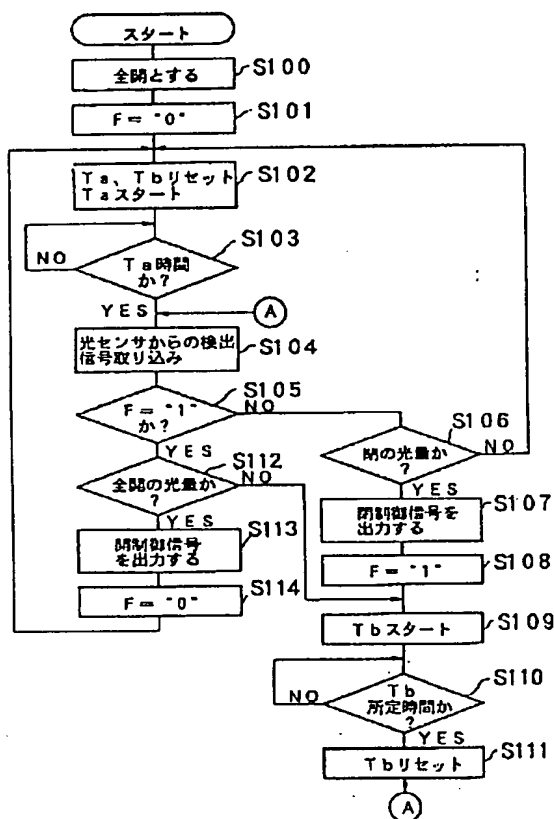 スタート
全開とする
S100
F="0"
S101
Ta、Tbリセット
Taスタート
S102
Ta時間
か?
S103
NO
YES
A
光センサからの検出
信号取り込み
S104
F="1"
か?
S105
NO
YES
閉の光量か
?
S106
NO
YES
閉制御信号を
出力する
S107
F="1"
S108
全開の光量か
?
S112
NO
YES
開制御信号
を出力する
S113
F="0"
S114
Tbスタート
S109
Tb
所定時間か
?
S110
NO
YES
Tbリセット
S111
A